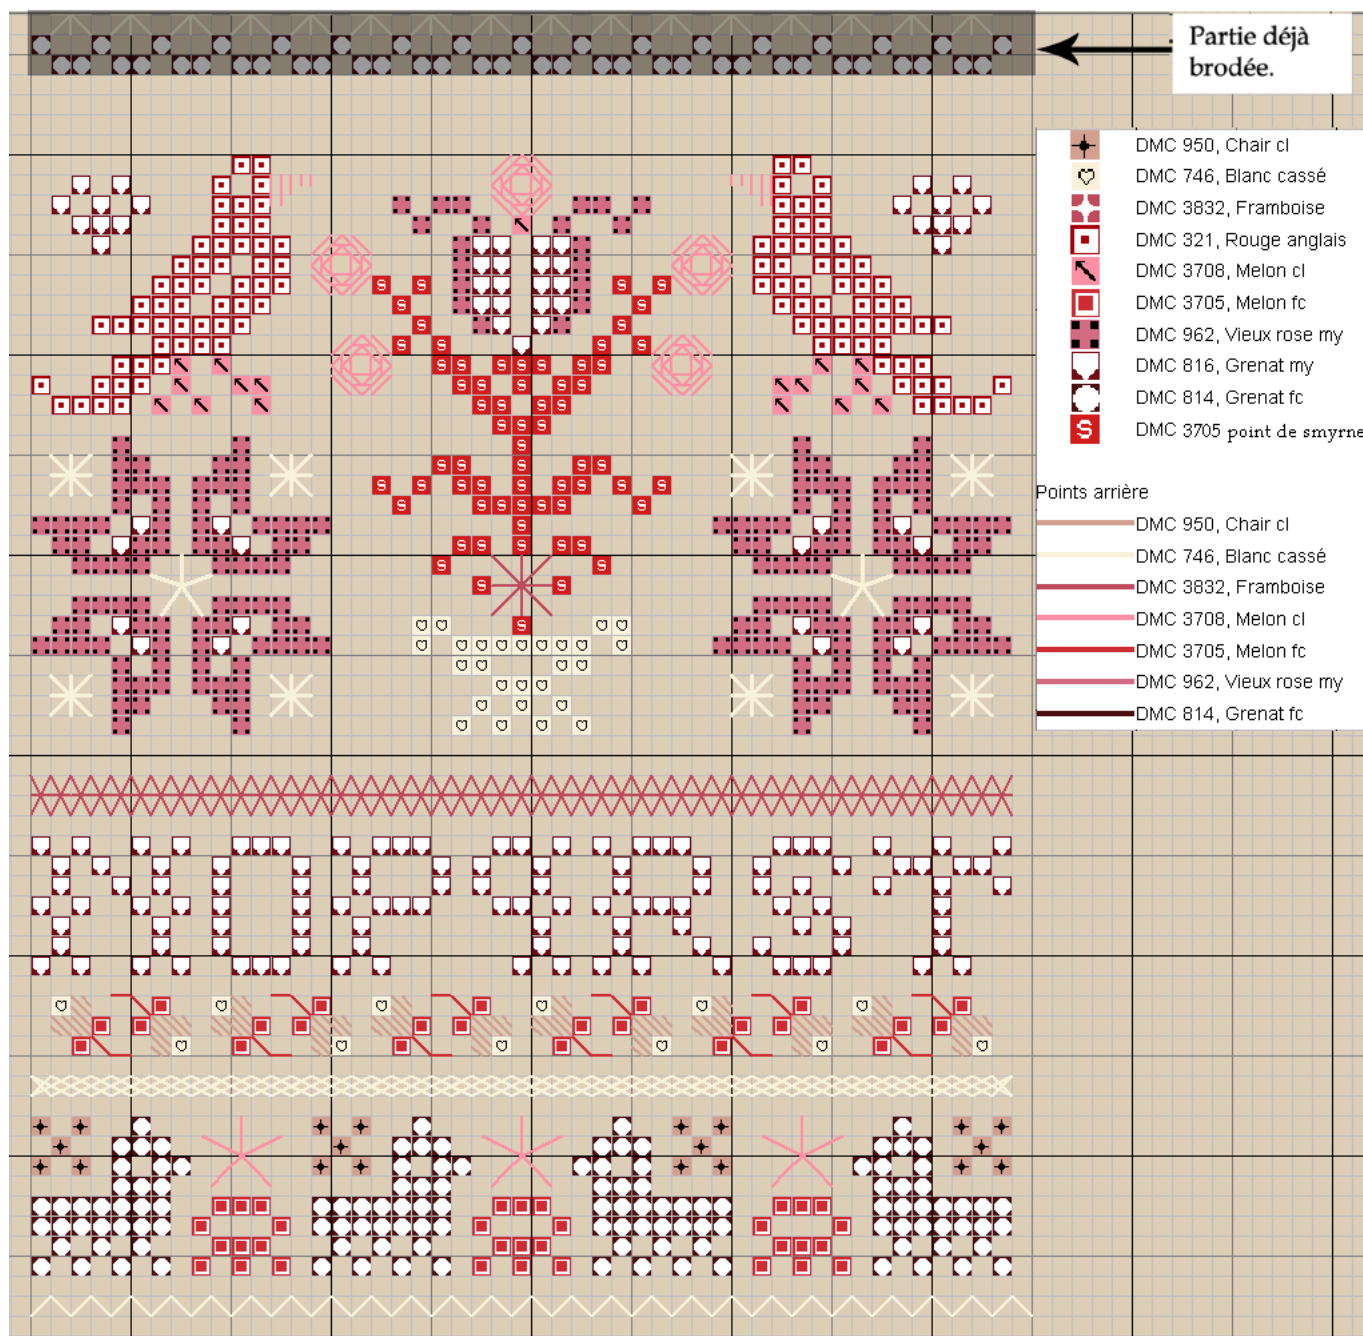 Partie déjà
brodée.
DMC 950, Chair cl
DMC 746, Blanc cassé
DMC 3832, Framboise
DMC 321, Rouge anglais
DMC 3708, Melon cl
DMC 3705, Melon fc
DMC 962, Vieux rose my
DMC 816, Grenat my
DMC 814, Grenat fc
S DMC 3705 point de smyrne
Points arrière
DMC 950, Chair cl
DMC 746, Blanc cassé
DMC 3832, Framboise
DMC 3708, Melon cl
DMC 3705, Melon fc
DMC 962, Vieux rose my
DMC 814, Grenat fc
N O P Q R S T